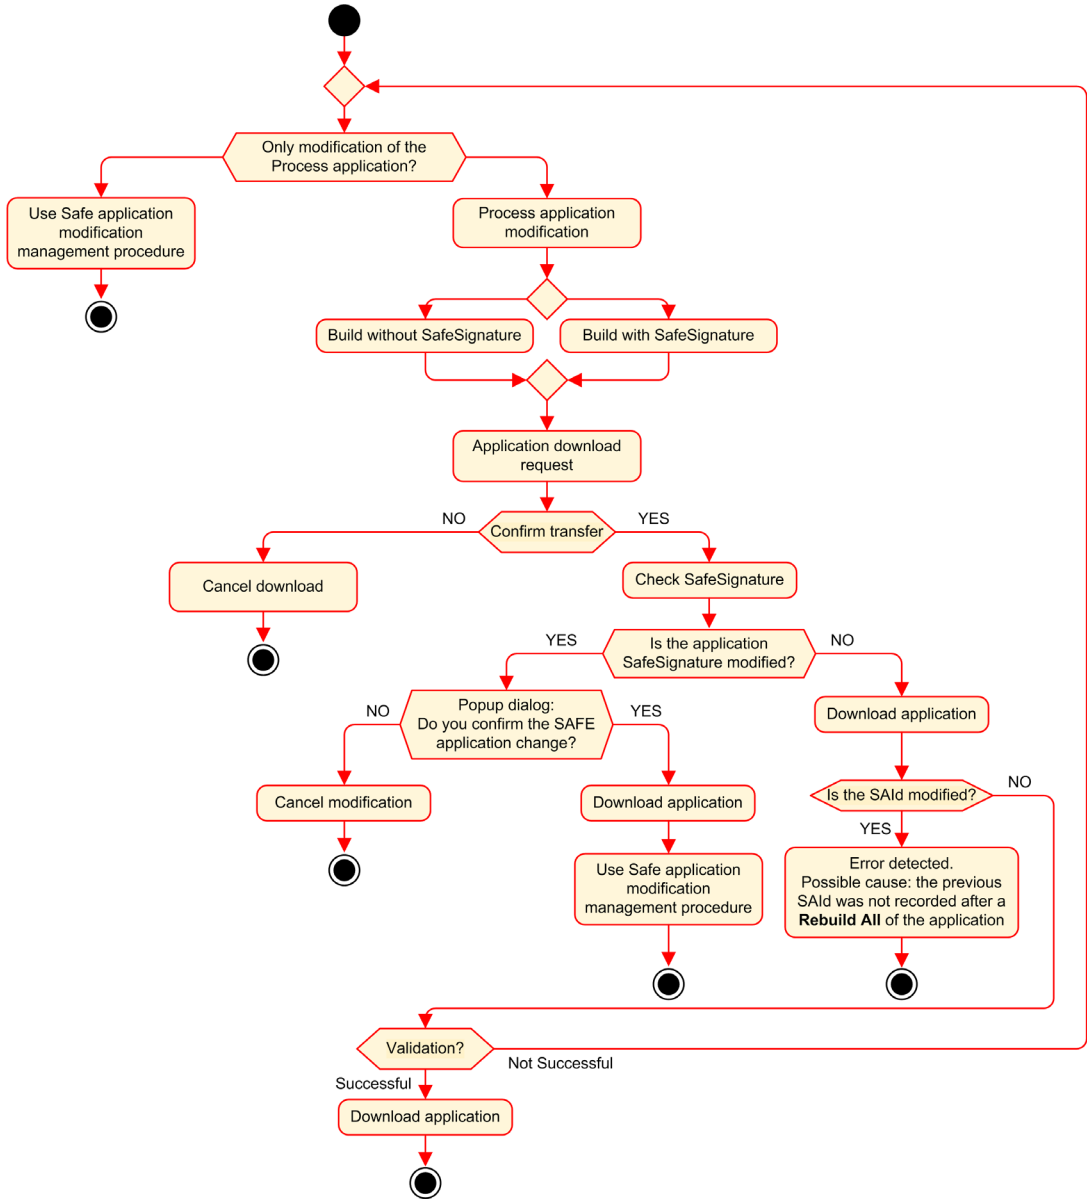 Only modification of the
Process application?
Use Safe application
modification
management procedure
Process application
modification
Build without SafeSignature
Build with SafeSignature
Application download
request
NO
Confirm transfer
YES
Cancel download
Check SafeSignature
YES
Is the application
SafeSignature modified?
NO
NO
Popup dialog:
Do you confirm the SAFE
application change?
YES
Download application
Cancel modification
Download application
Is the SAId modified?
NO
YES
Use Safe application
modification
management procedure
Error detected.
Possible cause: the previous
SAId was not recorded after a
Rebuild All of the application
Validation?
Not Successful
Successful
Download application